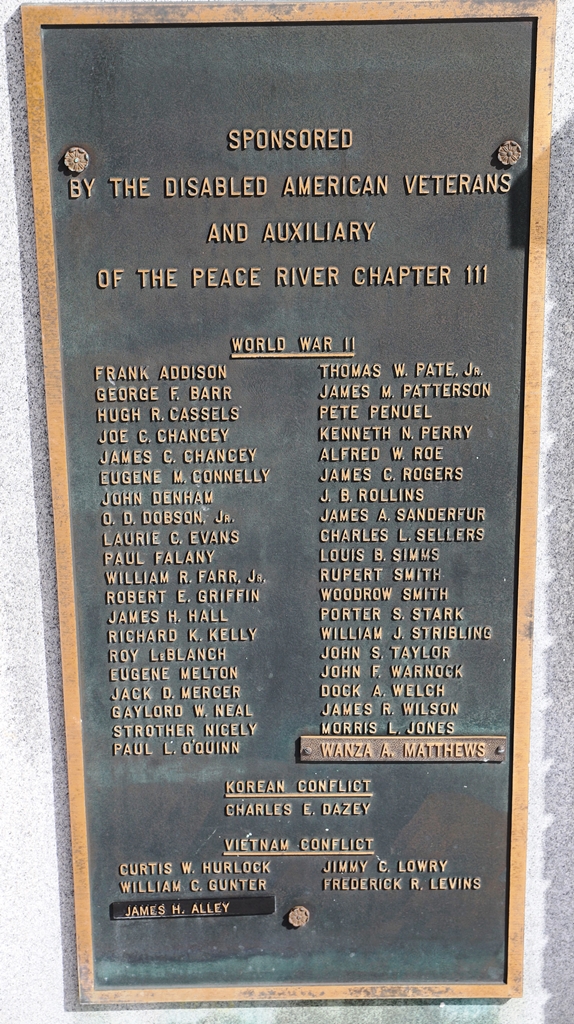 SPONSORED
BY THE DISABLED AMERICAN VETERANS
AND AUXILIARY
OF THE PEACE RIVER CHAPTER 111
WORLD WAR II
FRANK ADDISON
GEORGE F. BARR
HUGH R. CASSELS
JOE C. CHANCEY
JAMES C. CHANCEY
EUGENE M. CONNELLY
JOHN DENHAM
O. D. DOBSON, JR.
LAURIE C. EVANS
PAUL FALANY
WILLIAM R. FARR, JR.
ROBERT E. GRIFFIN
JAMES H. HALL
RICHARD K. KELLY
ROY LeBLANCH
EUGENE MELTON
JACK D. MERCER
GAYLORD W. NEAL
STROTHER NICELY
PAUL L. O'QUINN
THOMAS W. PATE, JR.
JAMES M. PATTERSON
PETE PENUEL
KENNETH N. PERRY
ALFRED W. ROE
JAMES C. ROGERS
J. B. ROLLINS
JAMES A. SANDERFUR
CHARLES L. SELLERS
LOUIS B. SIMMS
RUPERT SMITH
WOODROW SMITH
PORTER S. STARK
WILLIAM J. STRIBLING
JOHN S. TAYLOR
JOHN F. WARNOCK
DOCK A. WELCH
JAMES R. WILSON
MORRIS L. JONES
WANZA A. MATTHEWS
KOREAN CONFLICT
CHARLES E. DAZEY
VIETNAM CONFLICT
CURTIS W. HURLOCK
WILLIAM C. GUNTER
JAMES H. ALLEY
JIMMY C. LOWRY
FREDERICK R. LEVINS